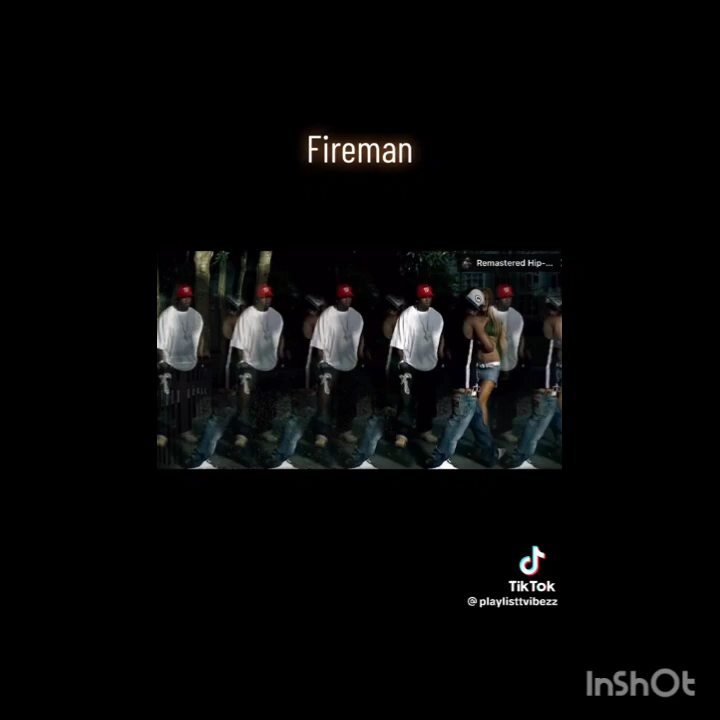 Fireman
Remastered Hip-...
TikTok
@playlisttvibezz
InShOt